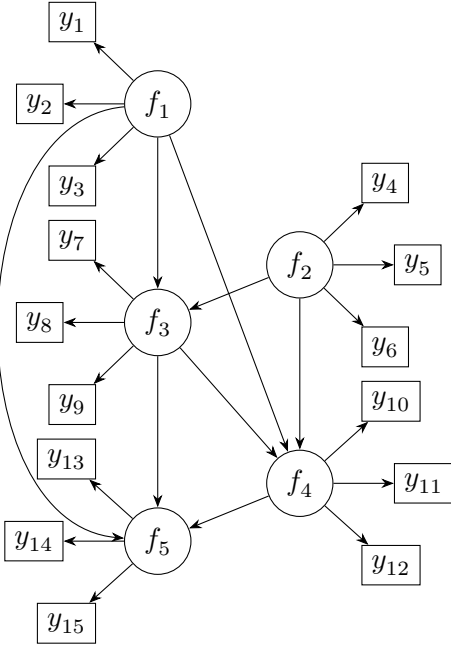 y₁
y₂
f₁
y₃
y₄
y₇
f₂
y₅
y₈
f₃
y₆
y₉
y₁₀
y₁₃
f₄
y₁₁
y₁₄
f₅
y₁₂
y₁₅